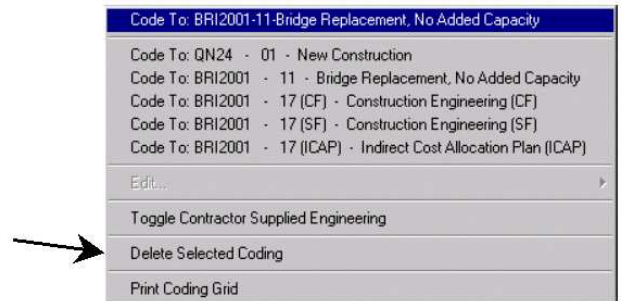 Code To: BRI2001-11-Bridge Replacement, No Added Capacity
Code To: QN24 - 01 - New Construction
Code To: BRI2001 - 11 - Bridge Replacement, No Added Capacity
Code To: BRI2001 - 17 (CF) - Construction Engineering (CF)
Code To: BRI2001 - 17 (SF) - Construction Engineering (SF)
Code To: BRI2001 - 17 (ICAP) - Indirect Cost Allocation Plan (ICAP)
Edit...
Toggle Contractor Supplied Engineering
Delete Selected Coding
Print Coding Grid